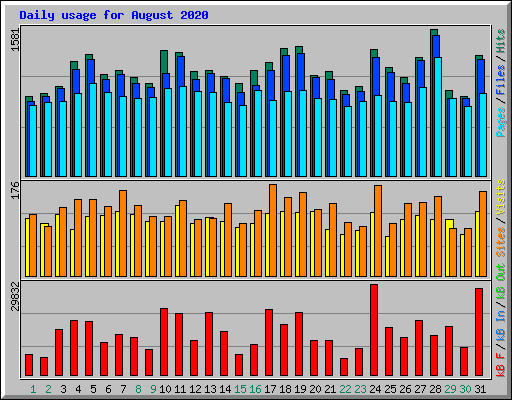 Daily usage for August 2020
1581
Pages / Files / Hits
176
Sites / Visits
29832
kB F / kB In / kB Out
1 2 3 4 5 6 7 8 9 10 11 12 13 14 15 16 17 18 19 20 21 22 23 24 25 26 27 28 29 30 31